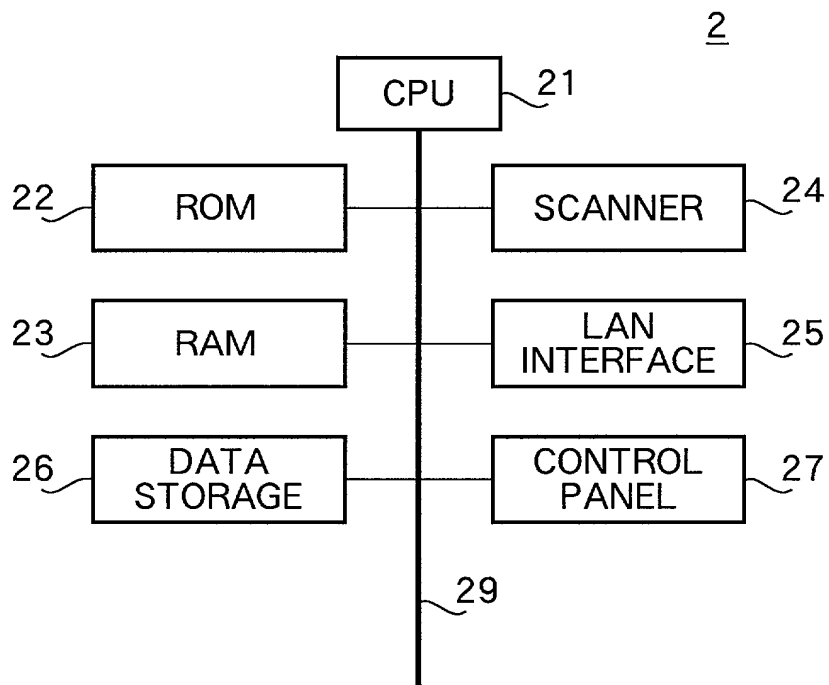 2
CPU
21
22
ROM
SCANNER
24
23
RAM
LAN
INTERFACE
25
26
DATA
STORAGE
CONTROL
PANEL
27
29